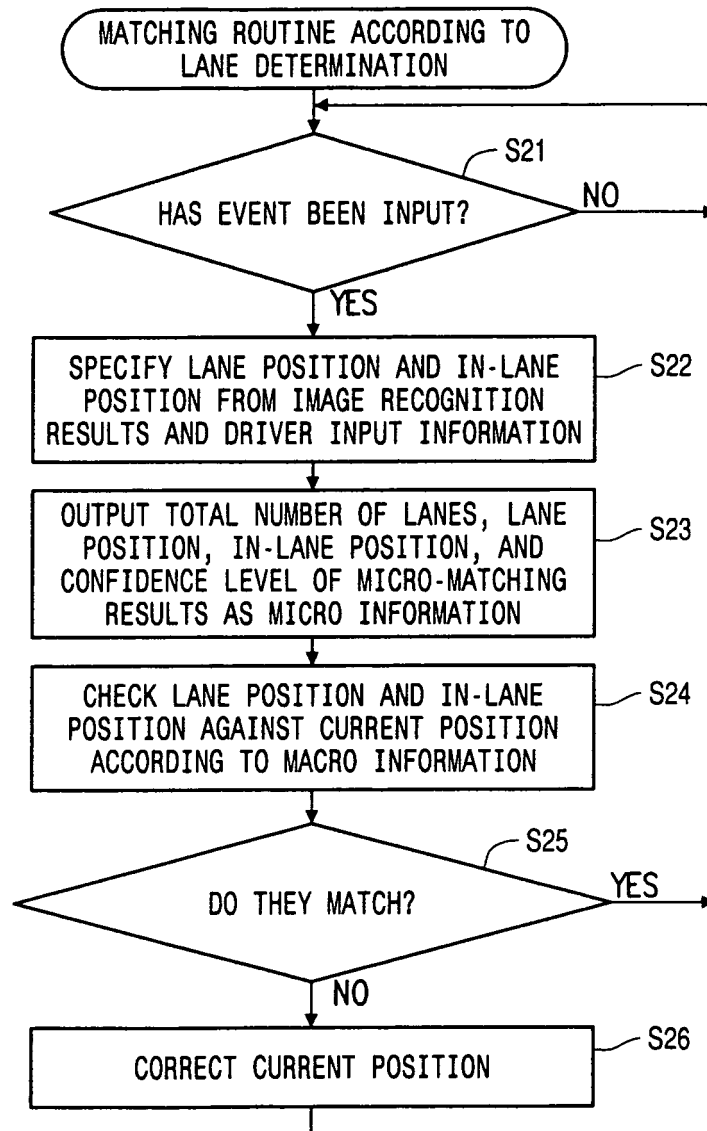 MATCHING ROUTINE ACCORDING TO
LANE DETERMINATION
S21
HAS EVENT BEEN INPUT?
NO
YES
SPECIFY LANE POSITION AND IN-LANE
POSITION FROM IMAGE RECOGNITION
RESULTS AND DRIVER INPUT INFORMATION
S22
OUTPUT TOTAL NUMBER OF LANES, LANE
POSITION, IN-LANE POSITION, AND
CONFIDENCE LEVEL OF MICRO-MATCHING
RESULTS AS MICRO INFORMATION
S23
CHECK LANE POSITION AND IN-LANE
POSITION AGAINST CURRENT POSITION
ACCORDING TO MACRO INFORMATION
S24
S25
DO THEY MATCH?
YES
NO
CORRECT CURRENT POSITION
S26